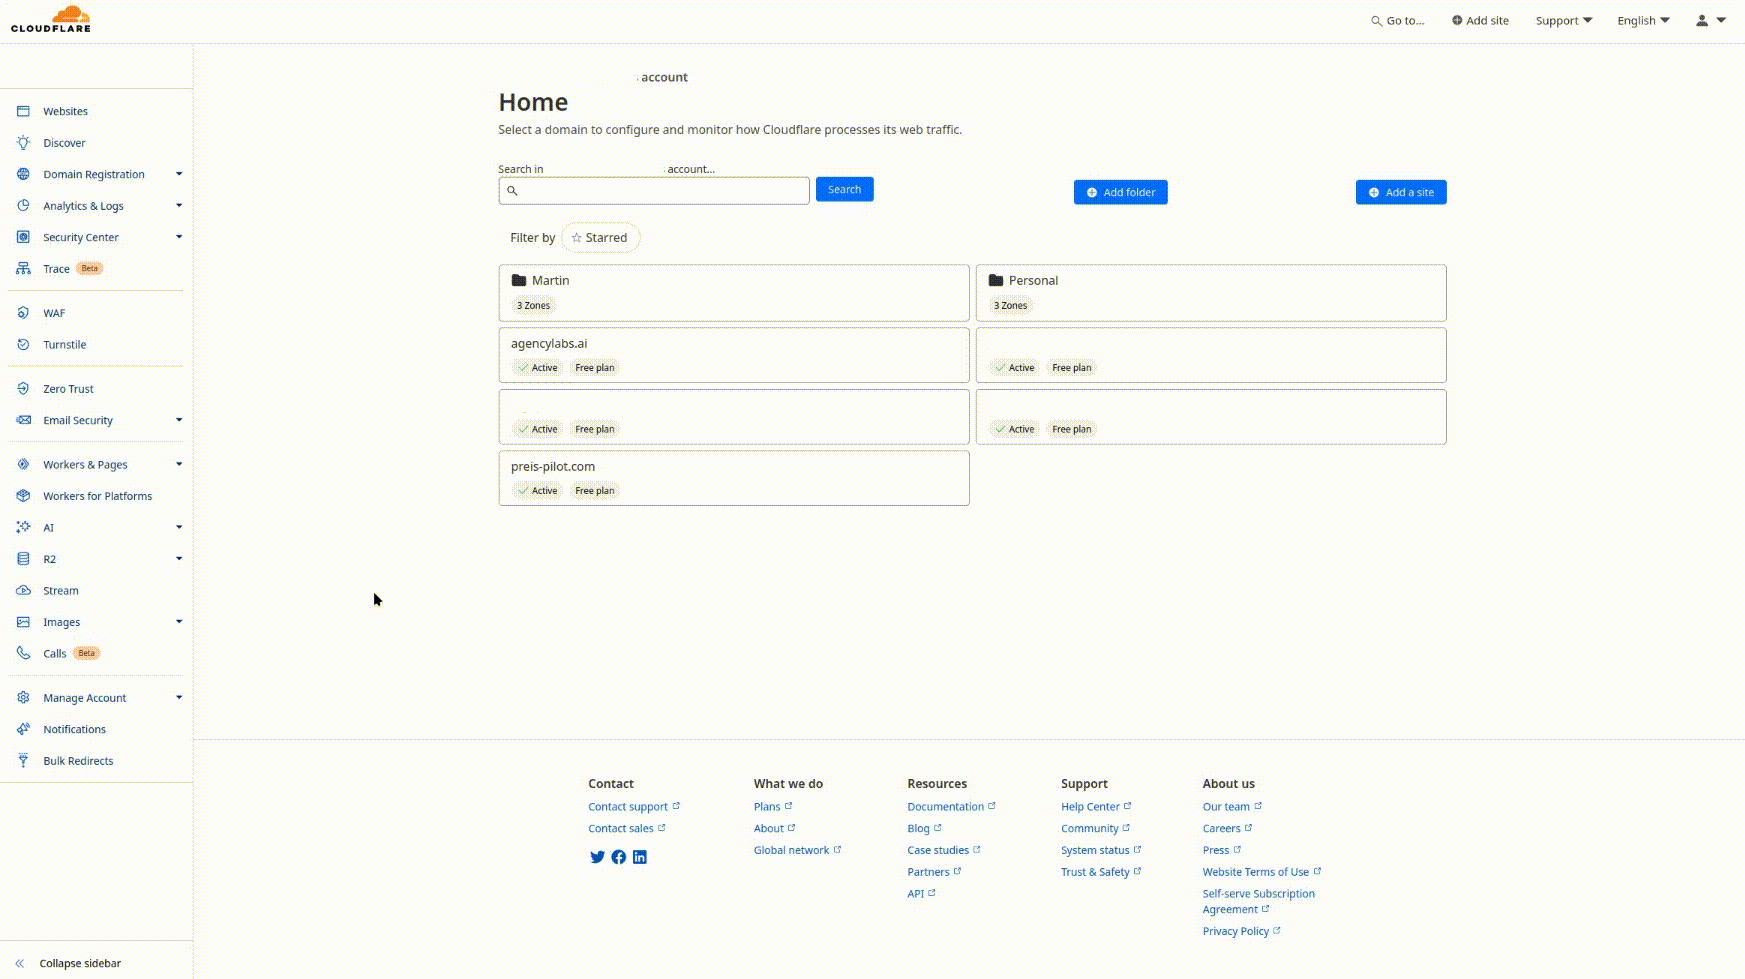 CLOUDFLARE
Go to...
Add site
Support
English
Websites
Discover
Domain Registration
Analytics & Logs
Security Center
Trace Beta
WAF
Turnstile
Zero Trust
Email Security
Workers & Pages
Workers for Platforms
AI
R2
Stream
Images
Calls Beta
Manage Account
Notifications
Bulk Redirects
Collapse sidebar
account
Home
Select a domain to configure and monitor how Cloudflare processes its web traffic.
Search in account...
Search
Add folder
Add a site
Filter by Starred
Martin
3 Zones
Personal
3 Zones
agencylabs.ai
Active Free plan
Active Free plan
Active Free plan
Active Free plan
preis-pilot.com
Active Free plan
Contact
Contact support
Contact sales
What we do
Plans
About
Global network
Resources
Documentation
Blog
Case studies
Partners
API
Support
Help Center
Community
System status
Trust & Safety
About us
Our team
Careers
Press
Website Terms of Use
Self-serve Subscription
Agreement
Privacy Policy